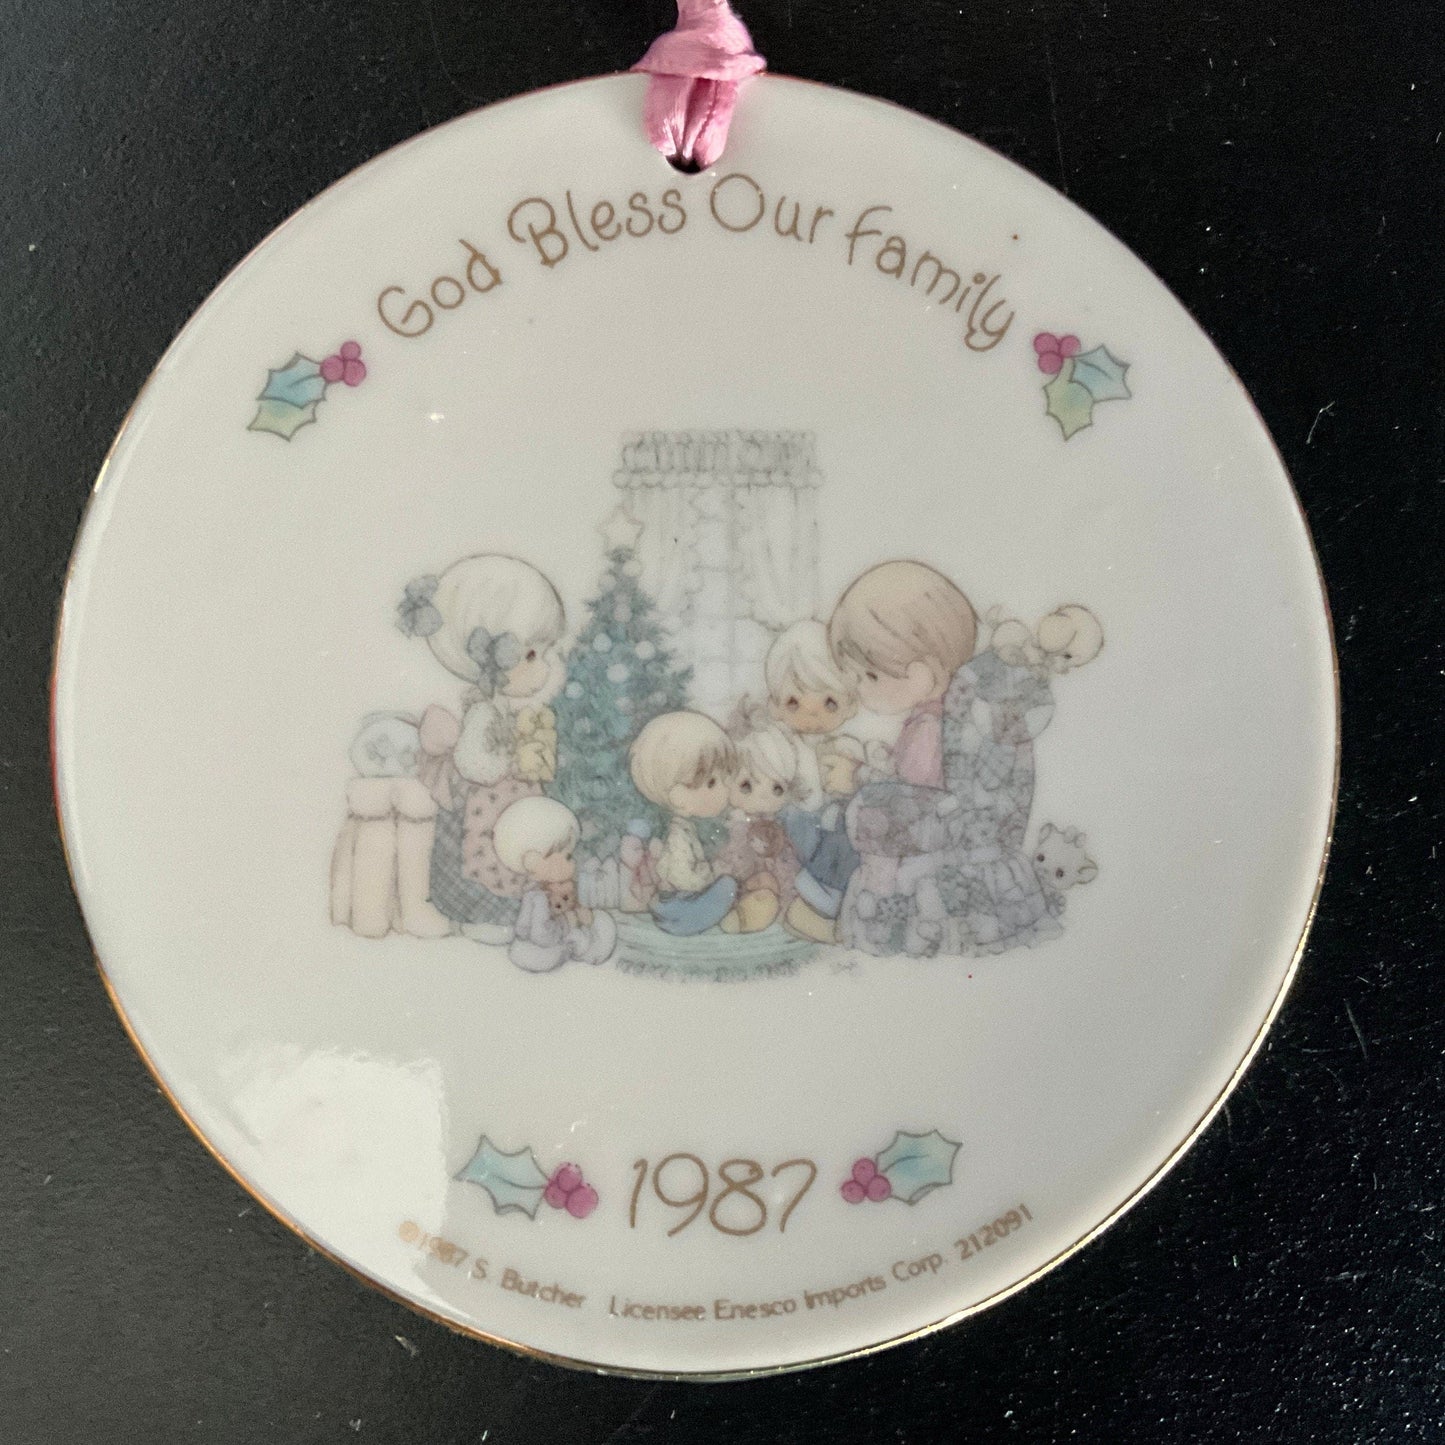 God Bless Our Family
1987
©1987 S. Butcher Licensee Enesco Imports Corp. 212091